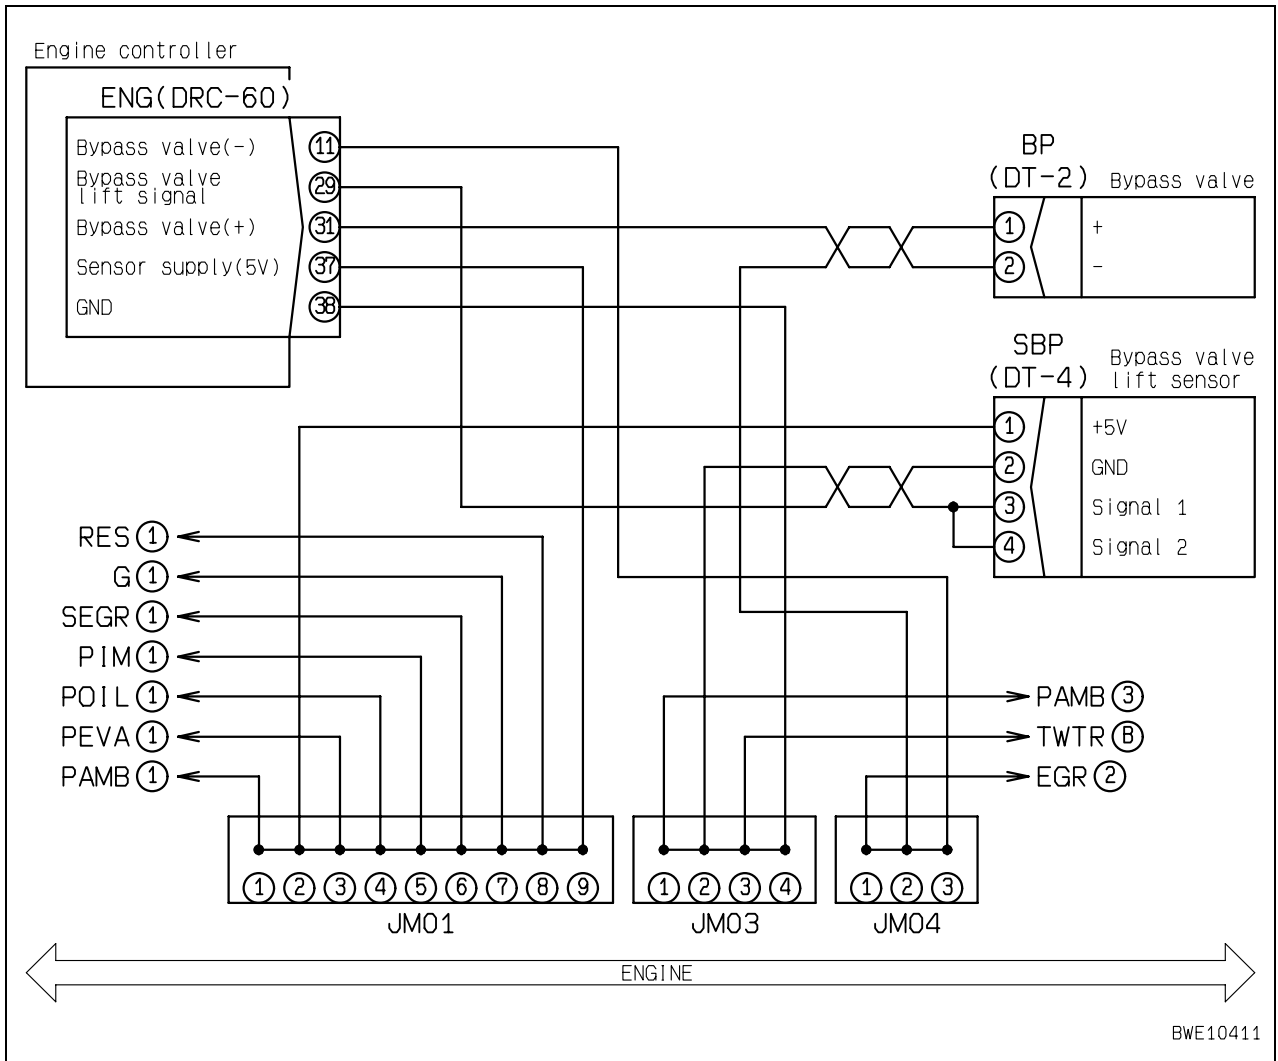 Engine controller
ENG(DRC-60)
Bypass valve(-) 11
Bypass valve
lift signal 29
Bypass valve(+) 31
Sensor supply(5V) 37
GND 38
BP
(DT-2) Bypass valve
1 +
2 -
SBP
(DT-4)
Bypass valve
lift sensor
1 +5V
2 GND
3 Signal 1
4 Signal 2
RES 1
G 1
SEGR 1
PIM 1
POIL 1
PEVA 1
PAMB 1
PAMB 3
TWTR B
EGR 2
1 2 3 4 5 6 7 8 9
JM01
1 2 3 4
JM03
1 2 3
JM04
ENGINE
BWE10411